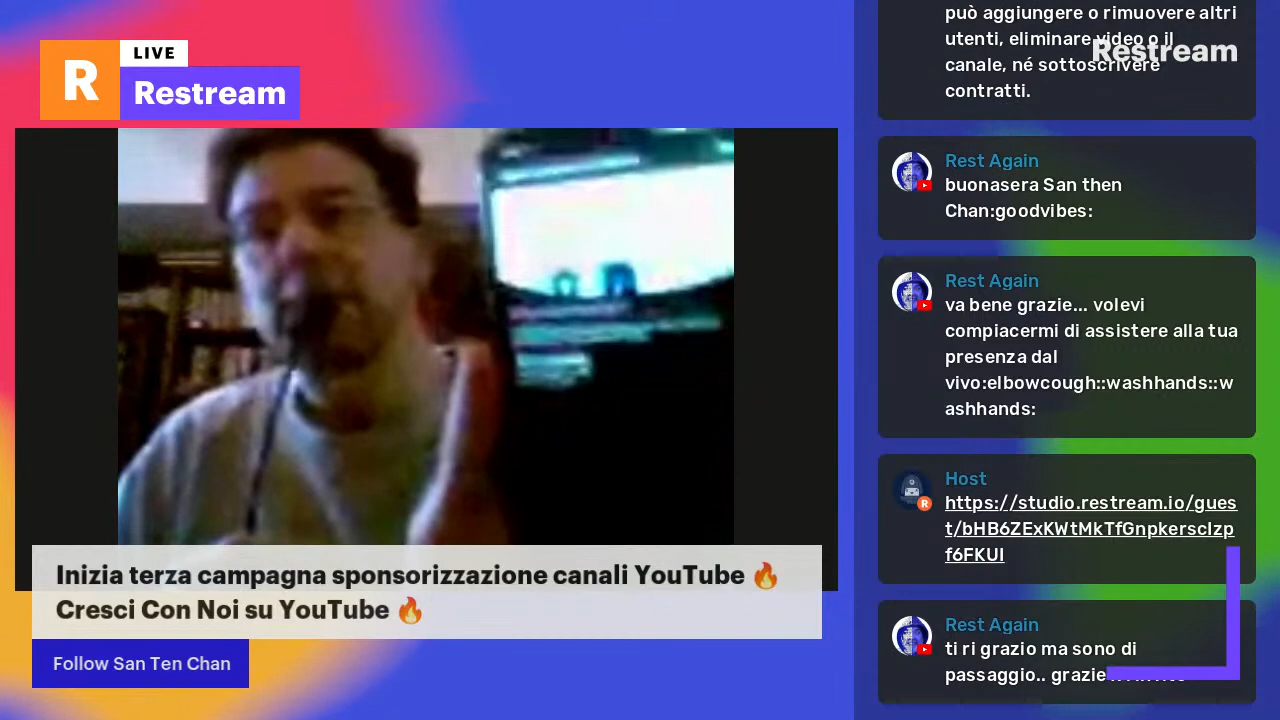 R
LIVE
Restream
Inizia terza campagna sponsorizzazione canali YouTube 🔥
Cresci Con Noi su YouTube 🔥
Follow San Ten Chan
può aggiungere o rimuovere altri
utenti, eliminare video o il
canale, né sottoscrivere
contratti.
Restream
Rest Again
buonasera San then
Chan:goodvibes:
Rest Again
va bene grazie... volevi
compiacermi di assistere alla tua
presenza dal
vivo:elbowcough::washhands::w
ashhands:
Host
https://studio.restream.io/gues
t/bHB6ZExKWtMkTfGnpkersclzp
f6FKUI
Rest Again
ti ri grazio ma sono di
passaggio.. grazie